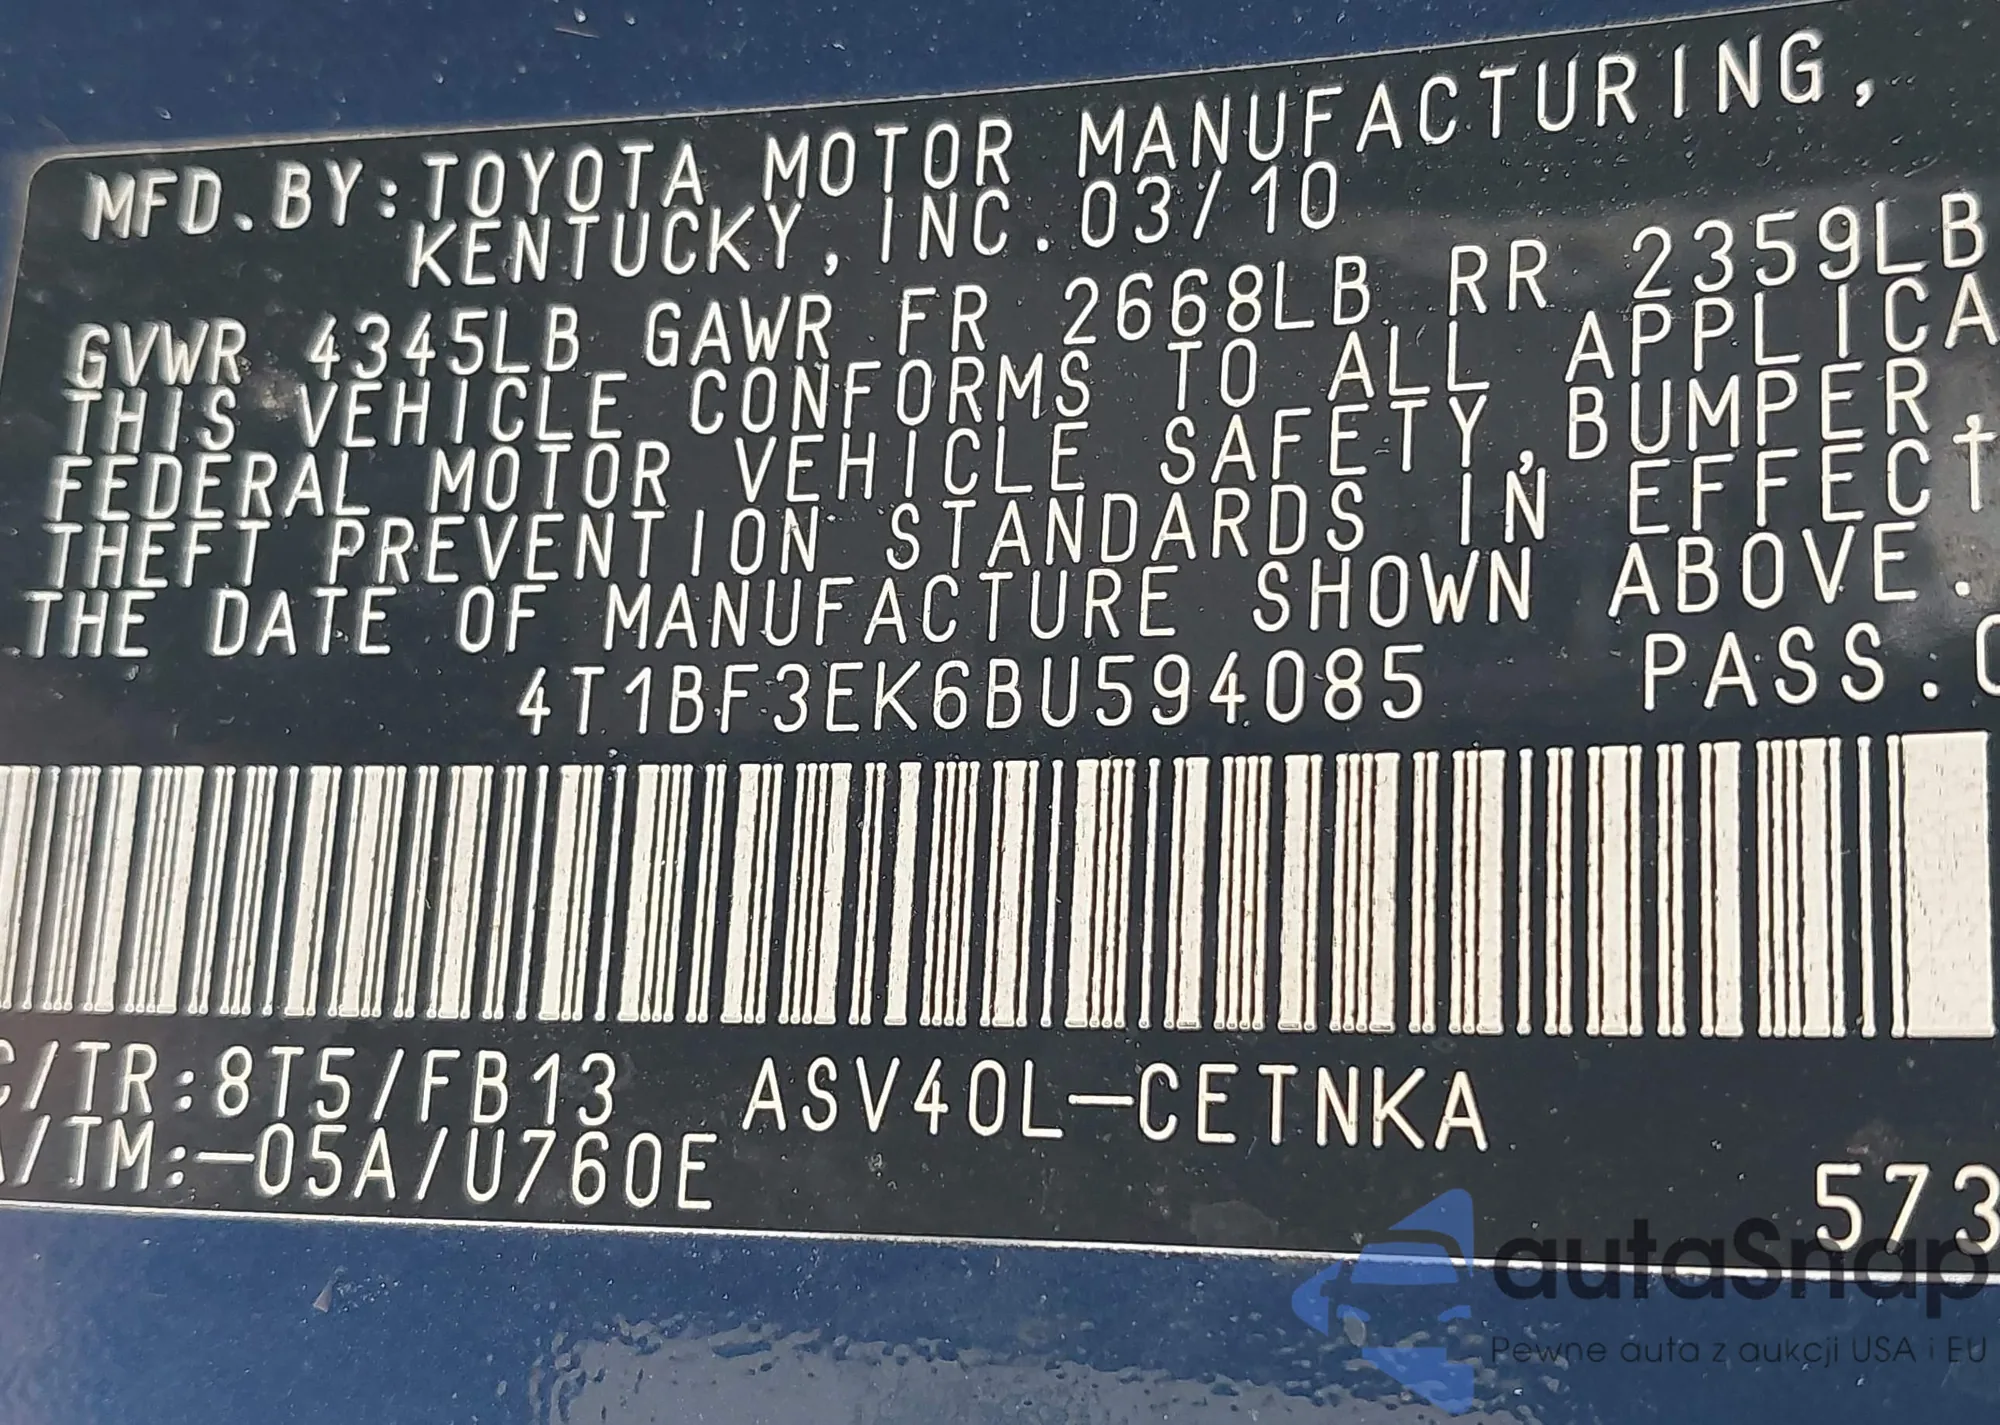 MFD.BY:TOYOTA MOTOR MANUFACTURING,
KENTUCKY, INC.03/10
GVWR 4345LB GAWR FR 2668LB RR 2359LB
THIS VEHICLE CONFORMS TO ALL APPLICA
FEDERAL MOTOR VEHICLE SAFETY,BUMPER,
THEFT PREVENTION STANDARDS IN EFFECT
THE DATE OF MANUFACTURE SHOWN ABOVE.
4T1BF3EK6BU594085 PASS.C
C/TR:8T5/FB13 ASV40L-CETNKA
A/TM:-05A/U760E
573
autaSnap
Pewne auta z aukcji USA i EU